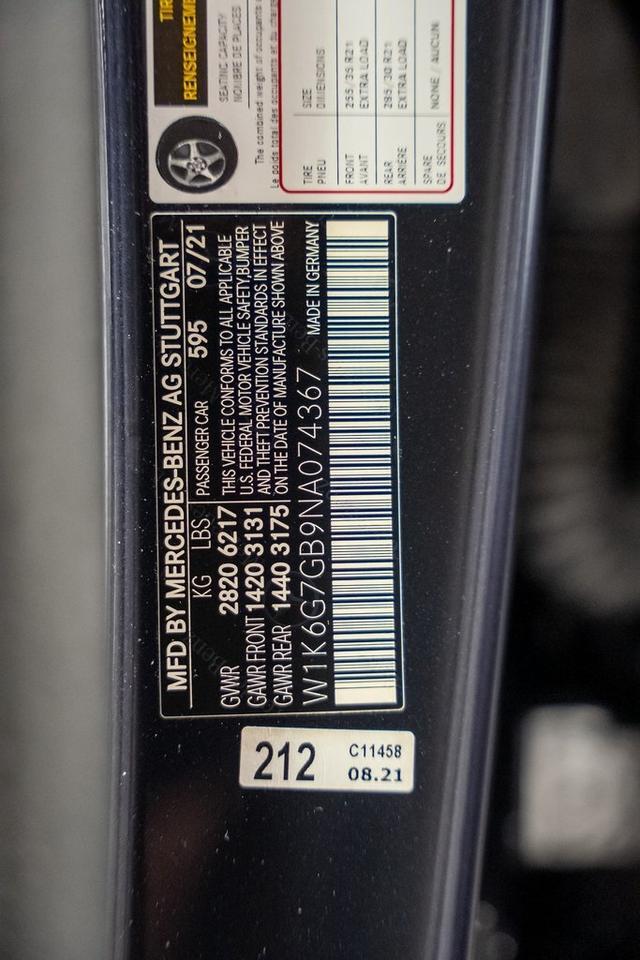 TIR
RENSEIGNEME
SEATING CAPACITY
NOMBRE DE PLACES
The combined weight of occupants
Le poids total des occupants et du
TIRE SIZE
PNEU DIMENSIONS
FRONT 255/35 R21
AVANT EXTRA LOAD
REAR 285/30 R21
ARRIÈRE EXTRA LOAD
SPARE NONE / AUCUN
DE SECOURS
MFD BY MERCEDES-BENZ AG STUTTGART
KG LBS PASSENGER CAR 595 07/21
GVWR 2820 6217 THIS VEHICLE CONFORMS TO ALL APPLICABLE
GAWR FRONT 1420 3131 U.S. FEDERAL MOTOR VEHICLE SAFETY,BUMPER
GAWR REAR 1440 3175 AND THEFT PREVENTION STANDARDS IN EFFECT
ON THE DATE OF MANUFACTURE SHOWN ABOVE
W1K6G7GB9NA074367 MADE IN GERMANY
212 C11458
08.21